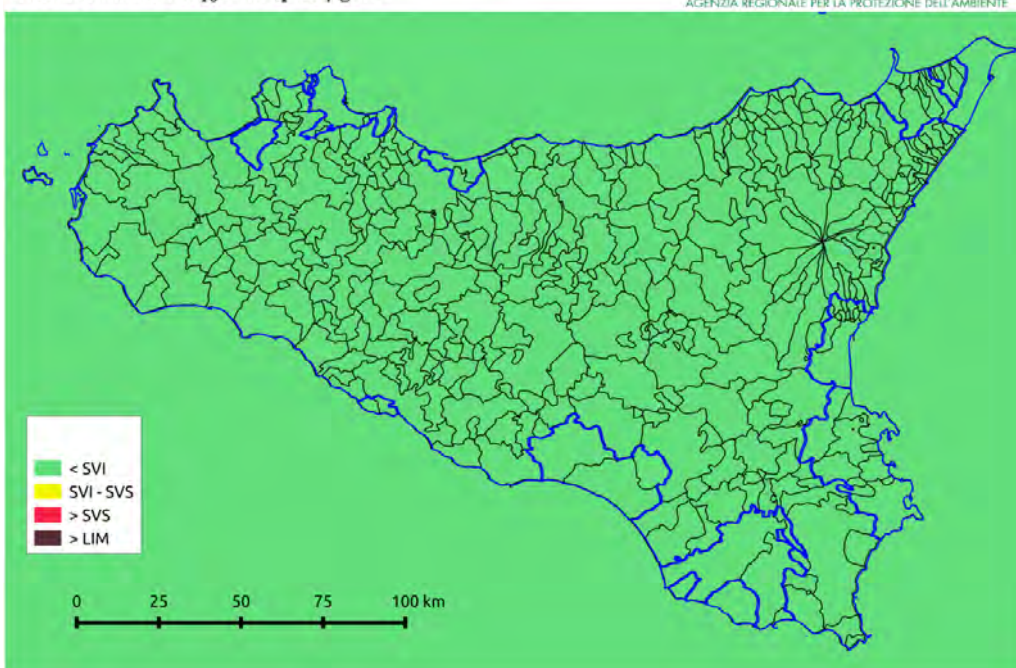 AGENZIA REGIONALE PER LA PROTEZIONE DELL'AMBIENTE
< SVI
SVI - SVS
> SVS
> LIM
0 25 50 75 100 km